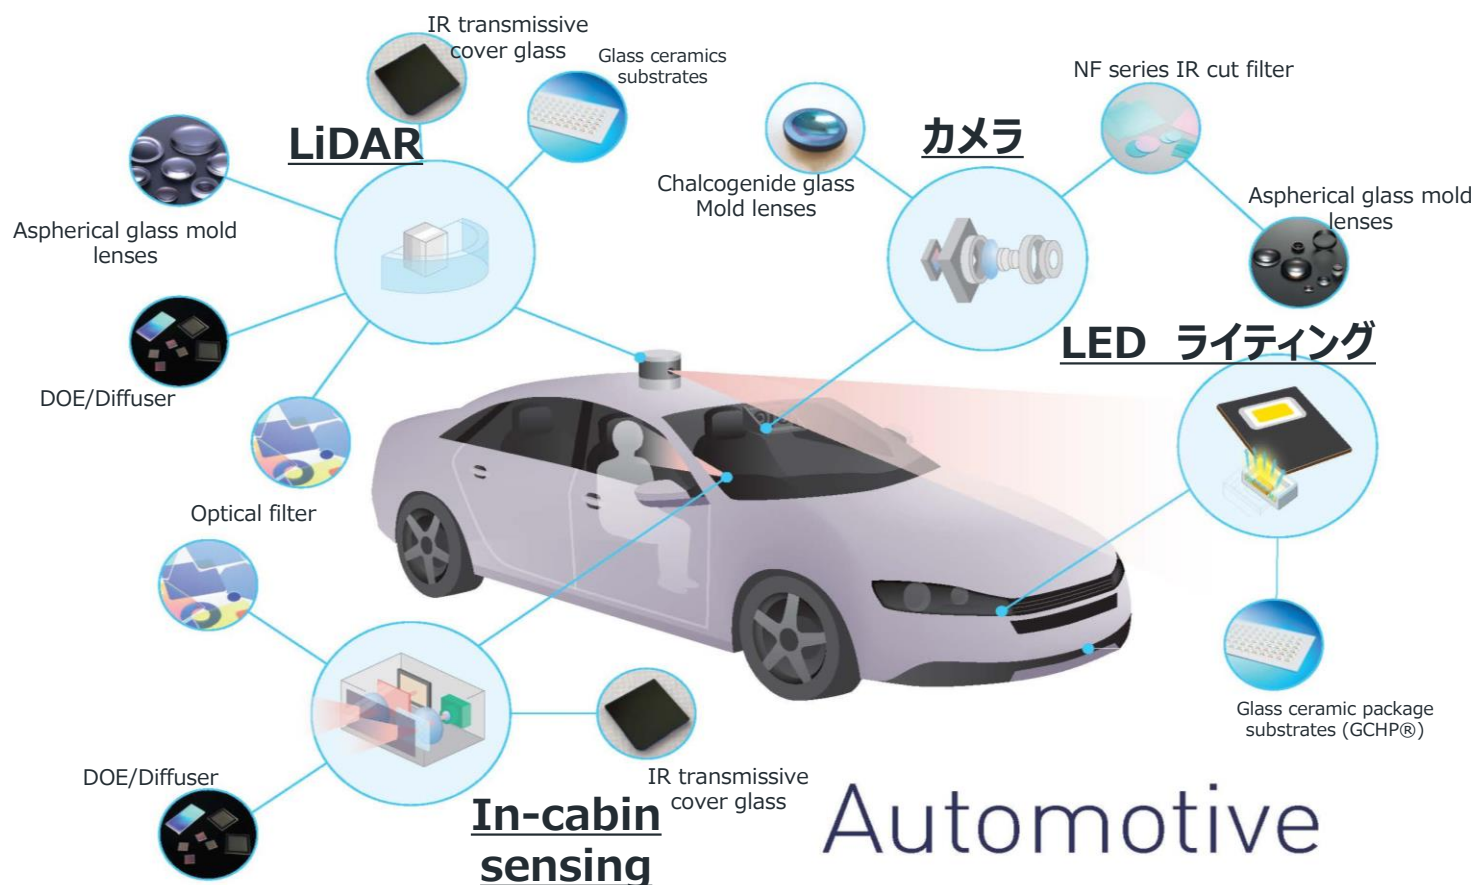 IR transmissive
cover glass
Glass ceramics
substrates
LiDAR
Aspherical glass mold
lenses
DOE/Diffuser
Optical filter
カメラ
NF series IR cut filter
Chalcogenide glass
Mold lenses
Aspherical glass mold
lenses
LED ライティング
Glass ceramic package
substrates (GCHP®)
DOE/Diffuser
IR transmissive
cover glass
In-cabin
sensing
Automotive